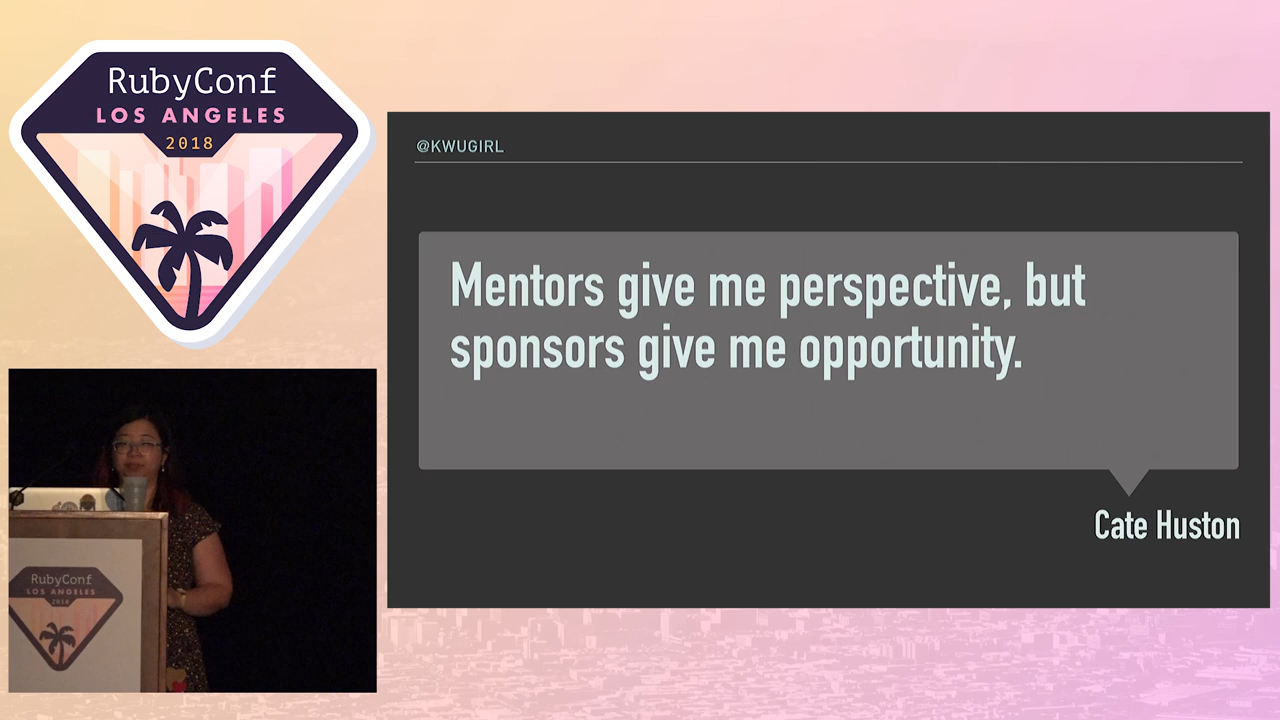 RubyConf
LOS ANGELES
2018
@KWUGIRL
Mentors give me perspective, but
sponsors give me opportunity.
Cate Huston
RubyConf
LOS ANGELES
2018